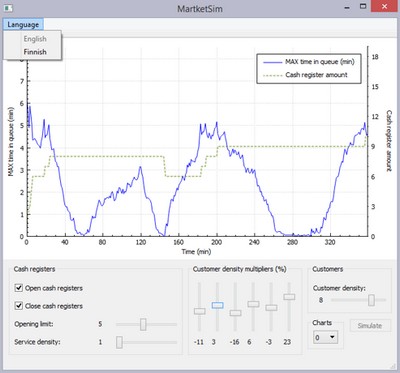 MartketSim
Language
English
Finnish
MAX time in queue (min)
Cash register amount
MAX time in queue (min)
8
7
6
5
4
3
2
1
0
0 40 80 120 160 200 240 280 320
Time (min)
18
15
12
9
6
3
0
Cash register amount
Cash registers
Open cash registers
Close cash registers
Opening limit: 5
Service density: 1
Customer density multipliers (%)
-11 3 -16 6 -3 23
Customers
Customer density:
8
Charts
0
Simulate